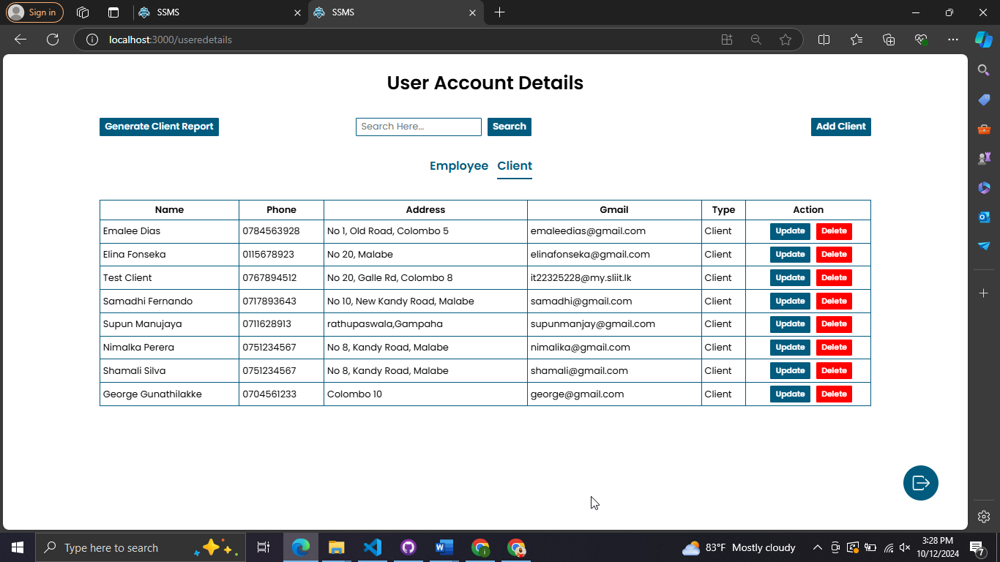 Sign in SSMS SSMS
localhost:3000/useredetails
User Account Details
Generate Client Report Search Here... Search Add Client
Employee Client
Name Phone Address Gmail Type Action
Emalee Dias 0784563928 No 1, Old Road, Colombo 5 emaleedias@gmail.com Client Update Delete
Elina Fonseka 0115678923 No 20, Malabe elinafonseka@gmail.com Client Update Delete
Test Client 0767894512 No 20, Galle Rd, Colombo 8 it22325228@my.sliit.lk Client Update Delete
Samadhi Fernando 0717893643 No 10, New Kandy Road, Malabe samadhi@gmail.com Client Update Delete
Supun Manujaya 0711628913 rathupaswala,Gampaha supunmanjay@gmail.com Client Update Delete
Nimalka Perera 0751234567 No 8, Kandy Road, Malabe nimalika@gmail.com Client Update Delete
Shamali Silva 0751234567 No 8, Kandy Road, Malabe shamali@gmail.com Client Update Delete
George Gunathilakke 0704561233 Colombo 10 george@gmail.com Client Update Delete
Type here to search 83°F Mostly cloudy 3:28 PM
10/12/2024 7